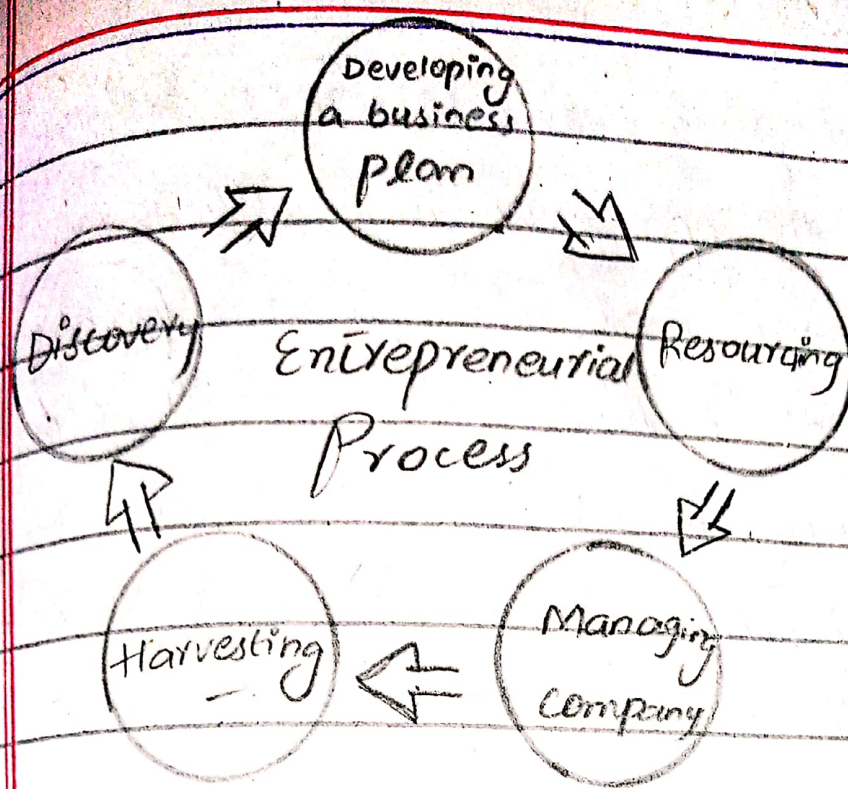 Developing
a business
plan
Discovery
Entrepreneurial
Process
Resourcing
Managing
company
Harvesting